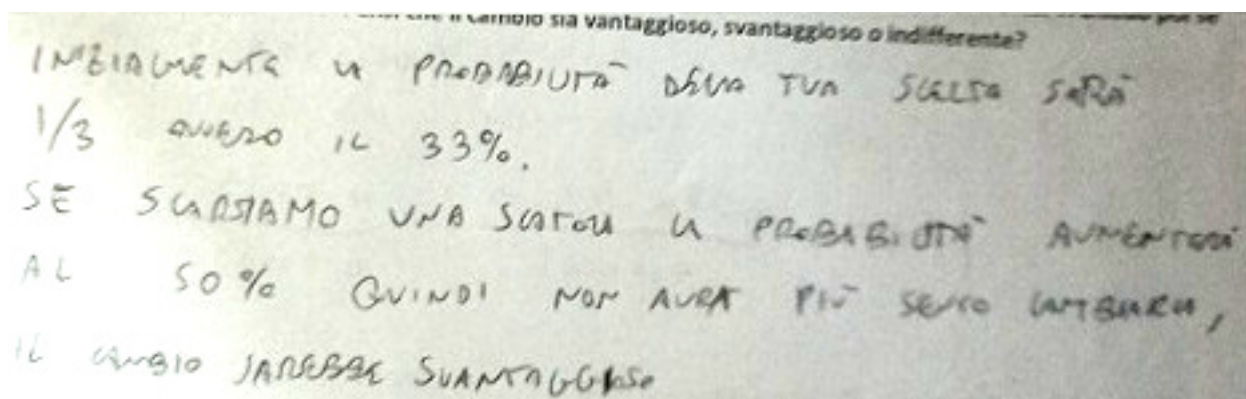 che il cambio sia vantaggioso, svantaggioso o indifferente?
INIZIALMENTE LA PROBABILITÀ DELLA TUA SCELTA SARÀ
1/3 OVVERO IL 33%.
SE SCARTIAMO UNA SCATOLA LA PROBABILITÀ AUMENTERÀ
AL 50% QUINDI NON AVRÀ PIÙ SENSO CAMBIARLA,
IL CAMBIO SAREBBE SVANTAGGIOSO